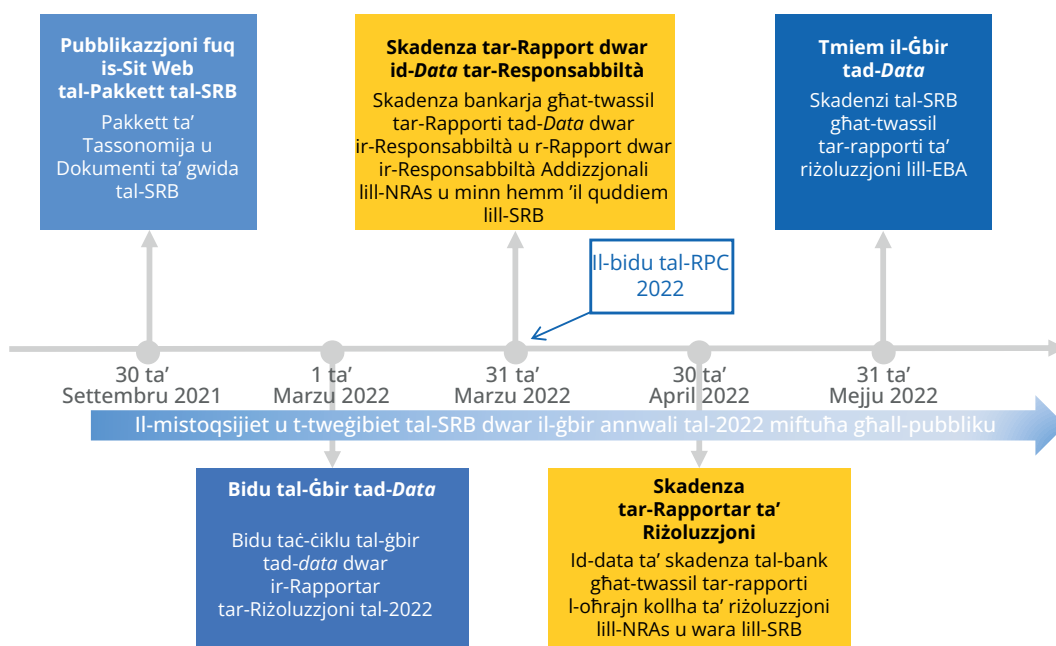 Pubblikazzjoni fuq
is-Sit Web
tal-Pakkett tal-SRB
Pakkett ta’
Tassonomija u
Dokumenti ta’ gwida
tal-SRB
Skadenza tar-Rapport dwar
id-Data tar-Responsabbiltà
Skadenza bankarja għat-twassil
tar-Rapporti tad-Data dwar
ir-Responsabbiltà u r-Rapport dwar
ir-Responsabbiltà Addizzjonali
lill-NRAs u minn hemm ’il quddiem
lill-SRB
Tmiem il-Ġbir
tad-Data
Skadenzi tal-SRB
għat-twassil
tar-rapporti ta’
riżoluzzjoni lill-EBA
Il-bidu tal-RPC
2022
30 ta’
Settembru 2021
1 ta’
Marzu 2022
31 ta’
Marzu 2022
30 ta’
April 2022
31 ta’
Mejju 2022
Il-mistoqsijiet u t-tweġibiet tal-SRB dwar il-ġbir annwali tal-2022 miftuħa għall-pubbliku
Bidu tal-Ġbir tad-Data
Bidu taċ-ċiklu tal-ġbir
tad-data dwar
ir-Rapportar
tar-Riżoluzzjoni tal-2022
Skadenza
tar-Rapportar ta’
Riżoluzzjoni
Id-data ta’ skadenza tal-bank
għat-twassil tar-rapporti
l-oħrajn kollha ta’ riżoluzzjoni
lill-NRAs u wara lill-SRB